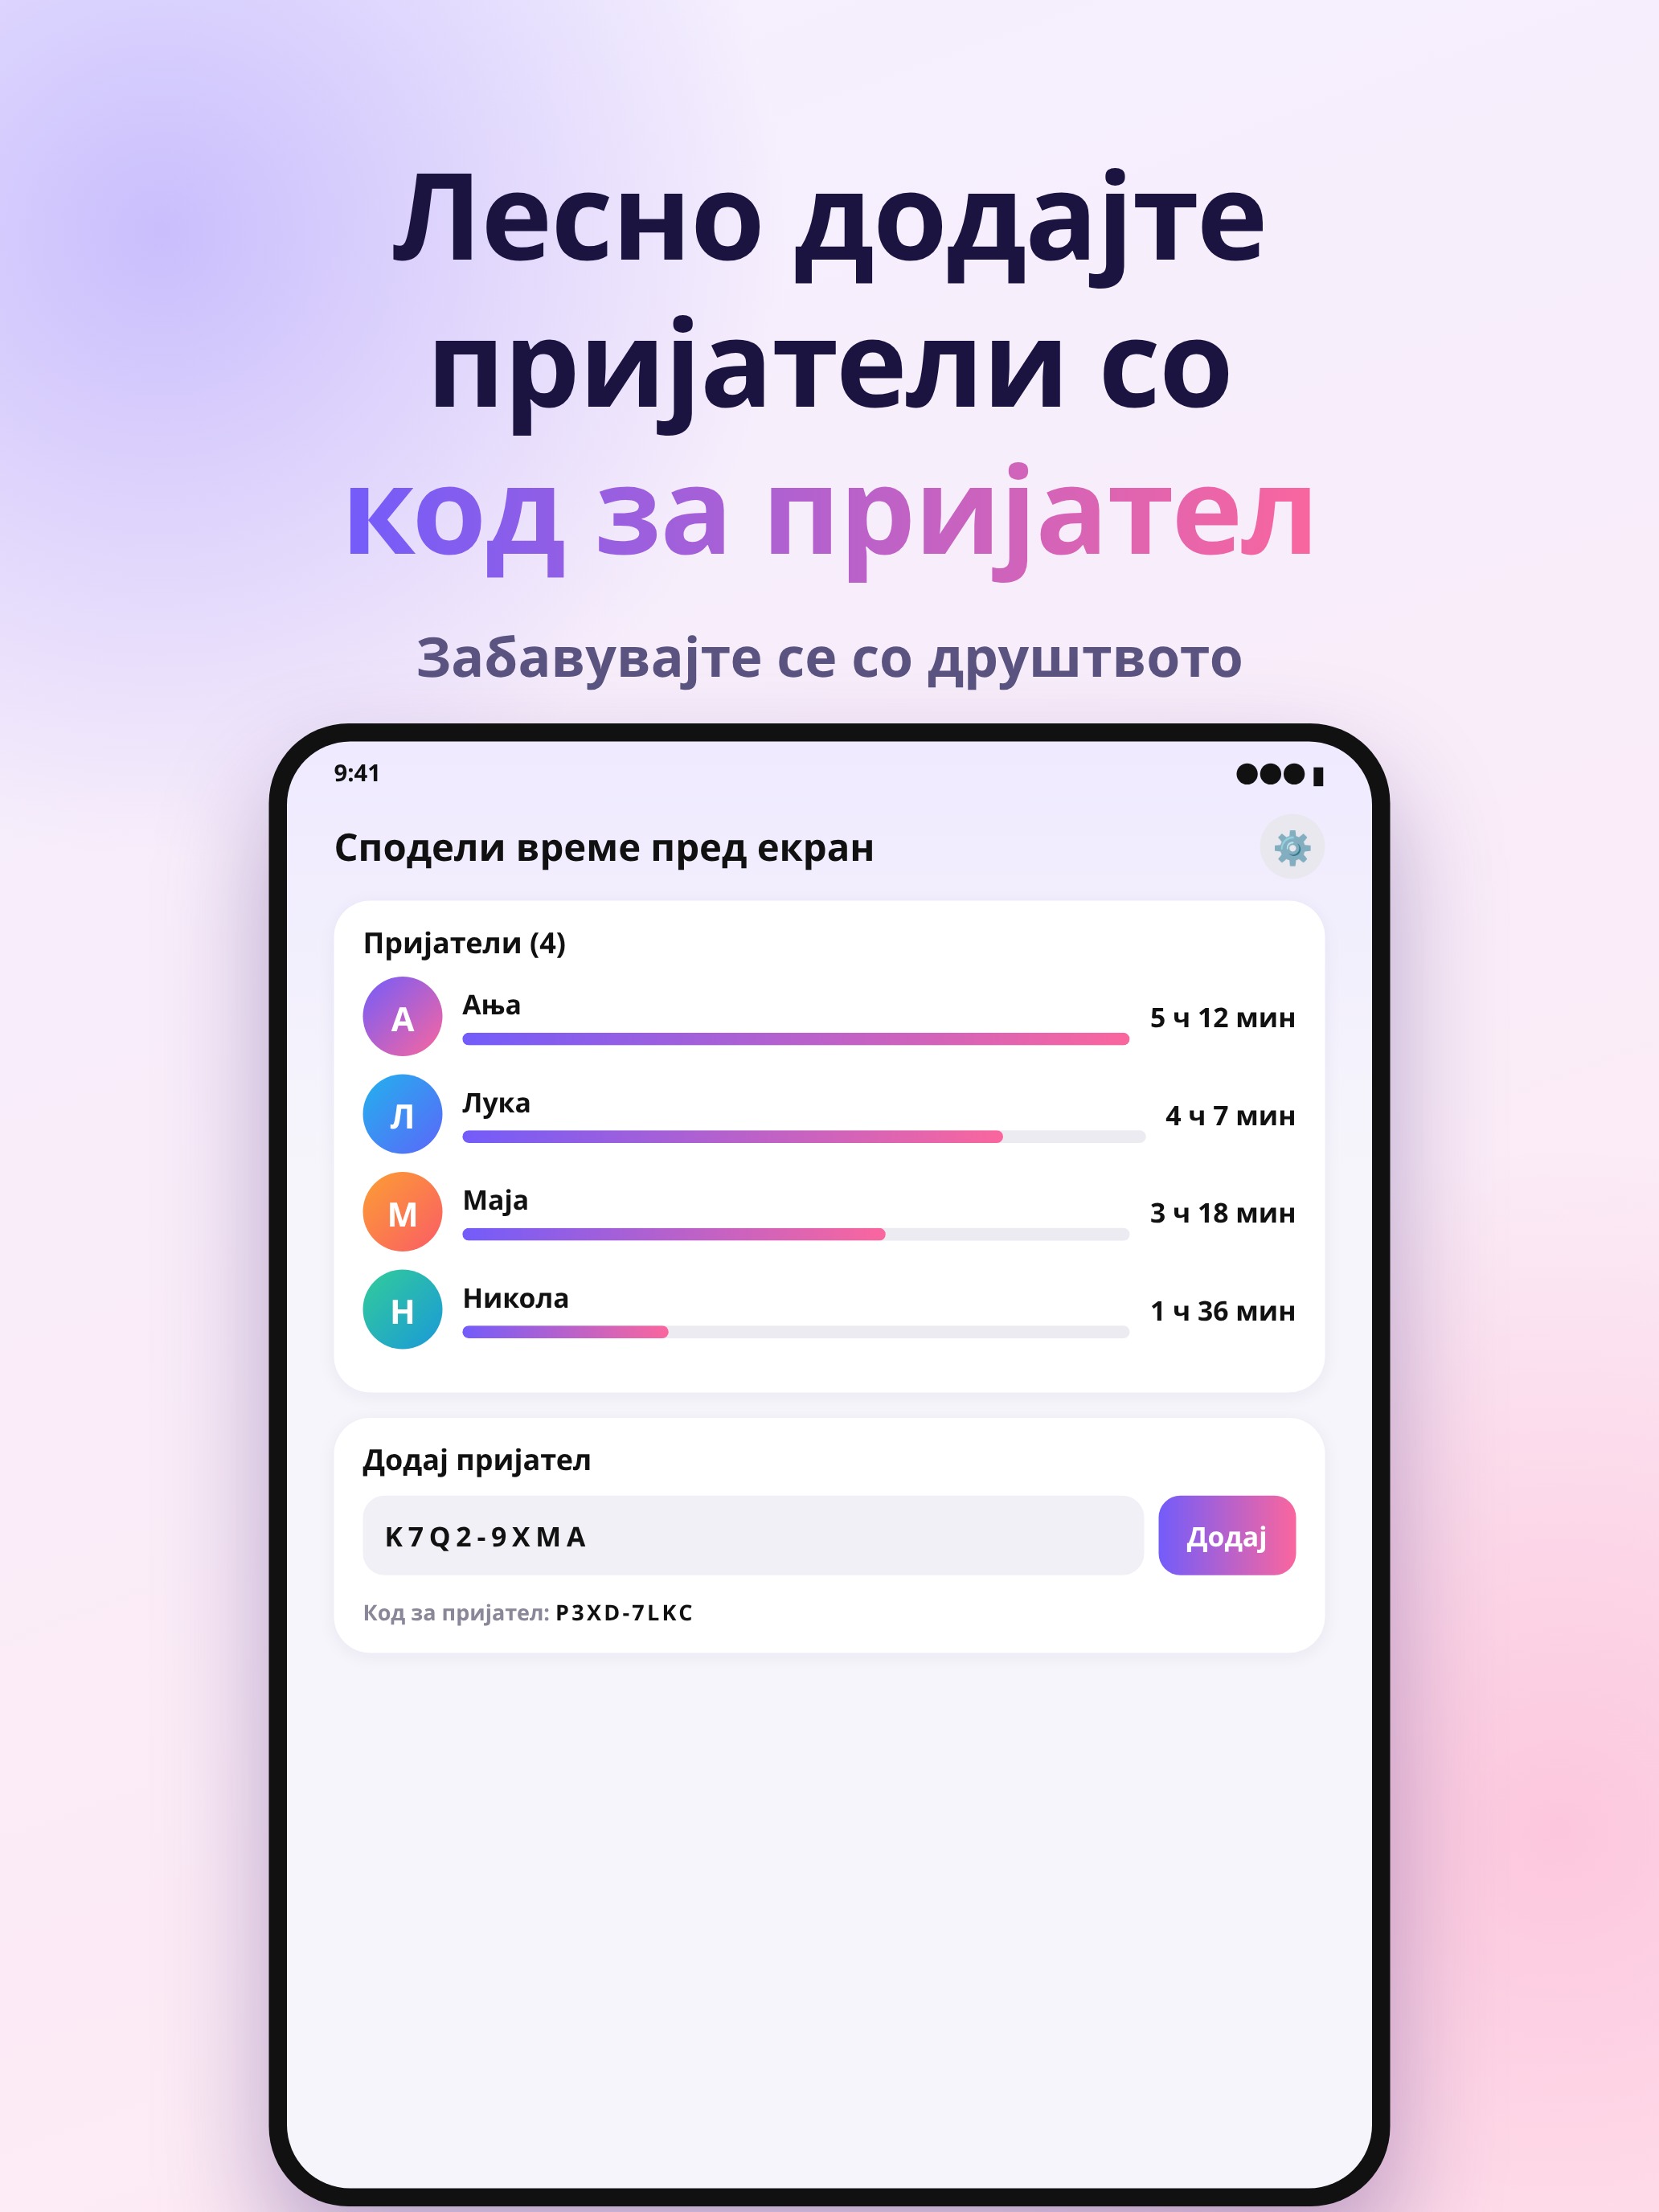 Лесно додајте
пријатели со
код за пријател
Забавувајте се со друштвото
9:41
Сподели време пред екран
Пријатели (4)
А
Ања
5 ч 12 мин
Л
Лука
4 ч 7 мин
М
Маја
3 ч 18 мин
Н
Никола
1 ч 36 мин
Додај пријател
K7Q2-9XMA
Додај
Код за пријател: P3XD-7LKC